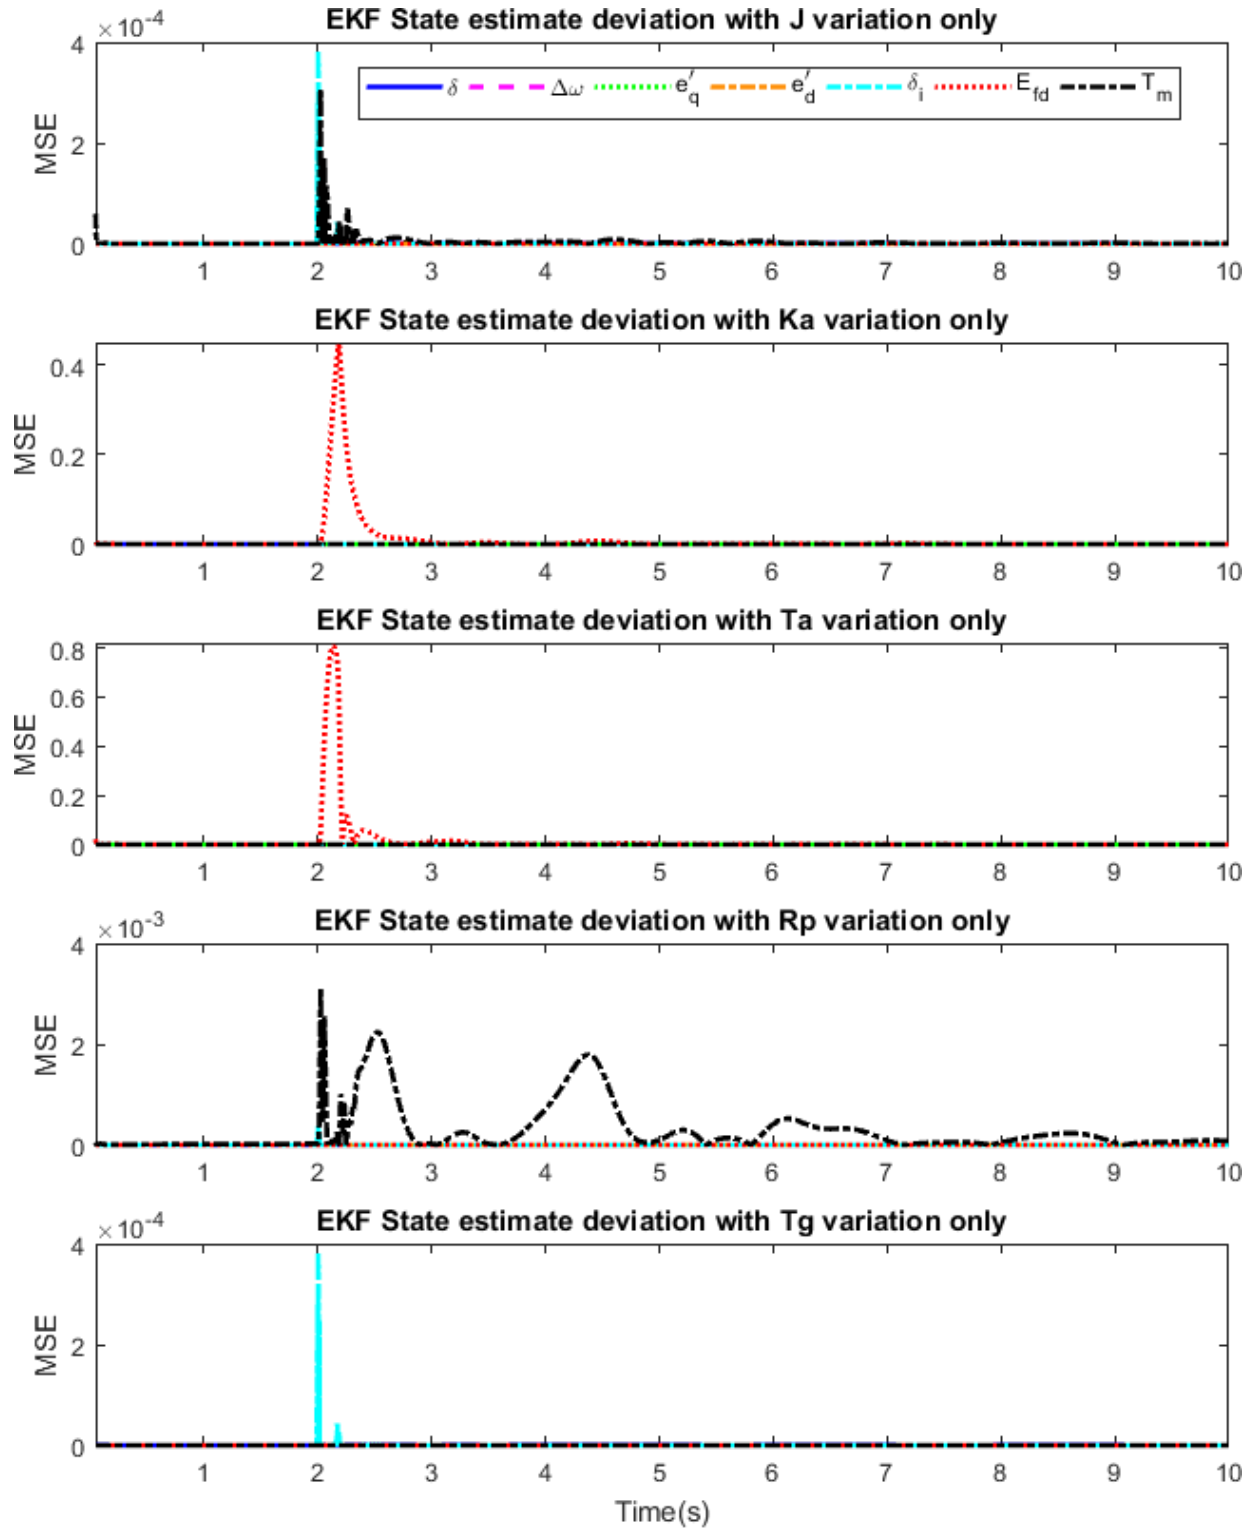 EKF State estimate deviation with J variation only
×10-4
δ Δω e'q e'd δi Efd Tm
4
2
0
MSE
1 2 3 4 5 6 7 8 9 10
EKF State estimate deviation with Ka variation only
0.4
0.2
0
MSE
1 2 3 4 5 6 7 8 9 10
EKF State estimate deviation with Ta variation only
0.8
0.6
0.4
0.2
0
MSE
1 2 3 4 5 6 7 8 9 10
EKF State estimate deviation with Rp variation only
×10-3
4
2
0
MSE
1 2 3 4 5 6 7 8 9 10
EKF State estimate deviation with Tg variation only
×10-4
4
2
0
MSE
1 2 3 4 5 6 7 8 9 10
Time(s)